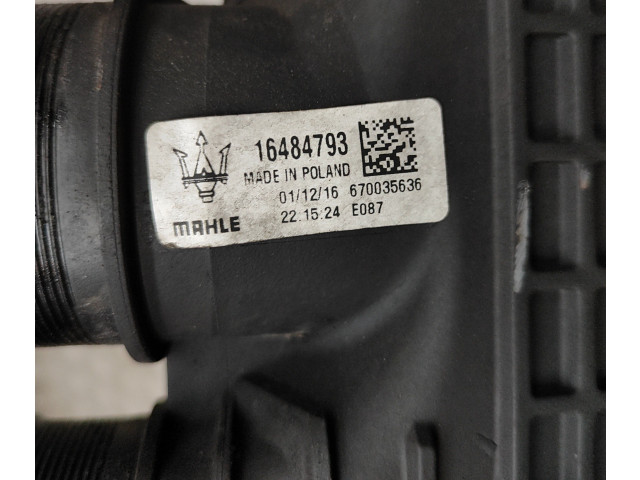 16484793
MADE IN POLAND
01/12/16 670035636
22.15:24 E087
MAHLE